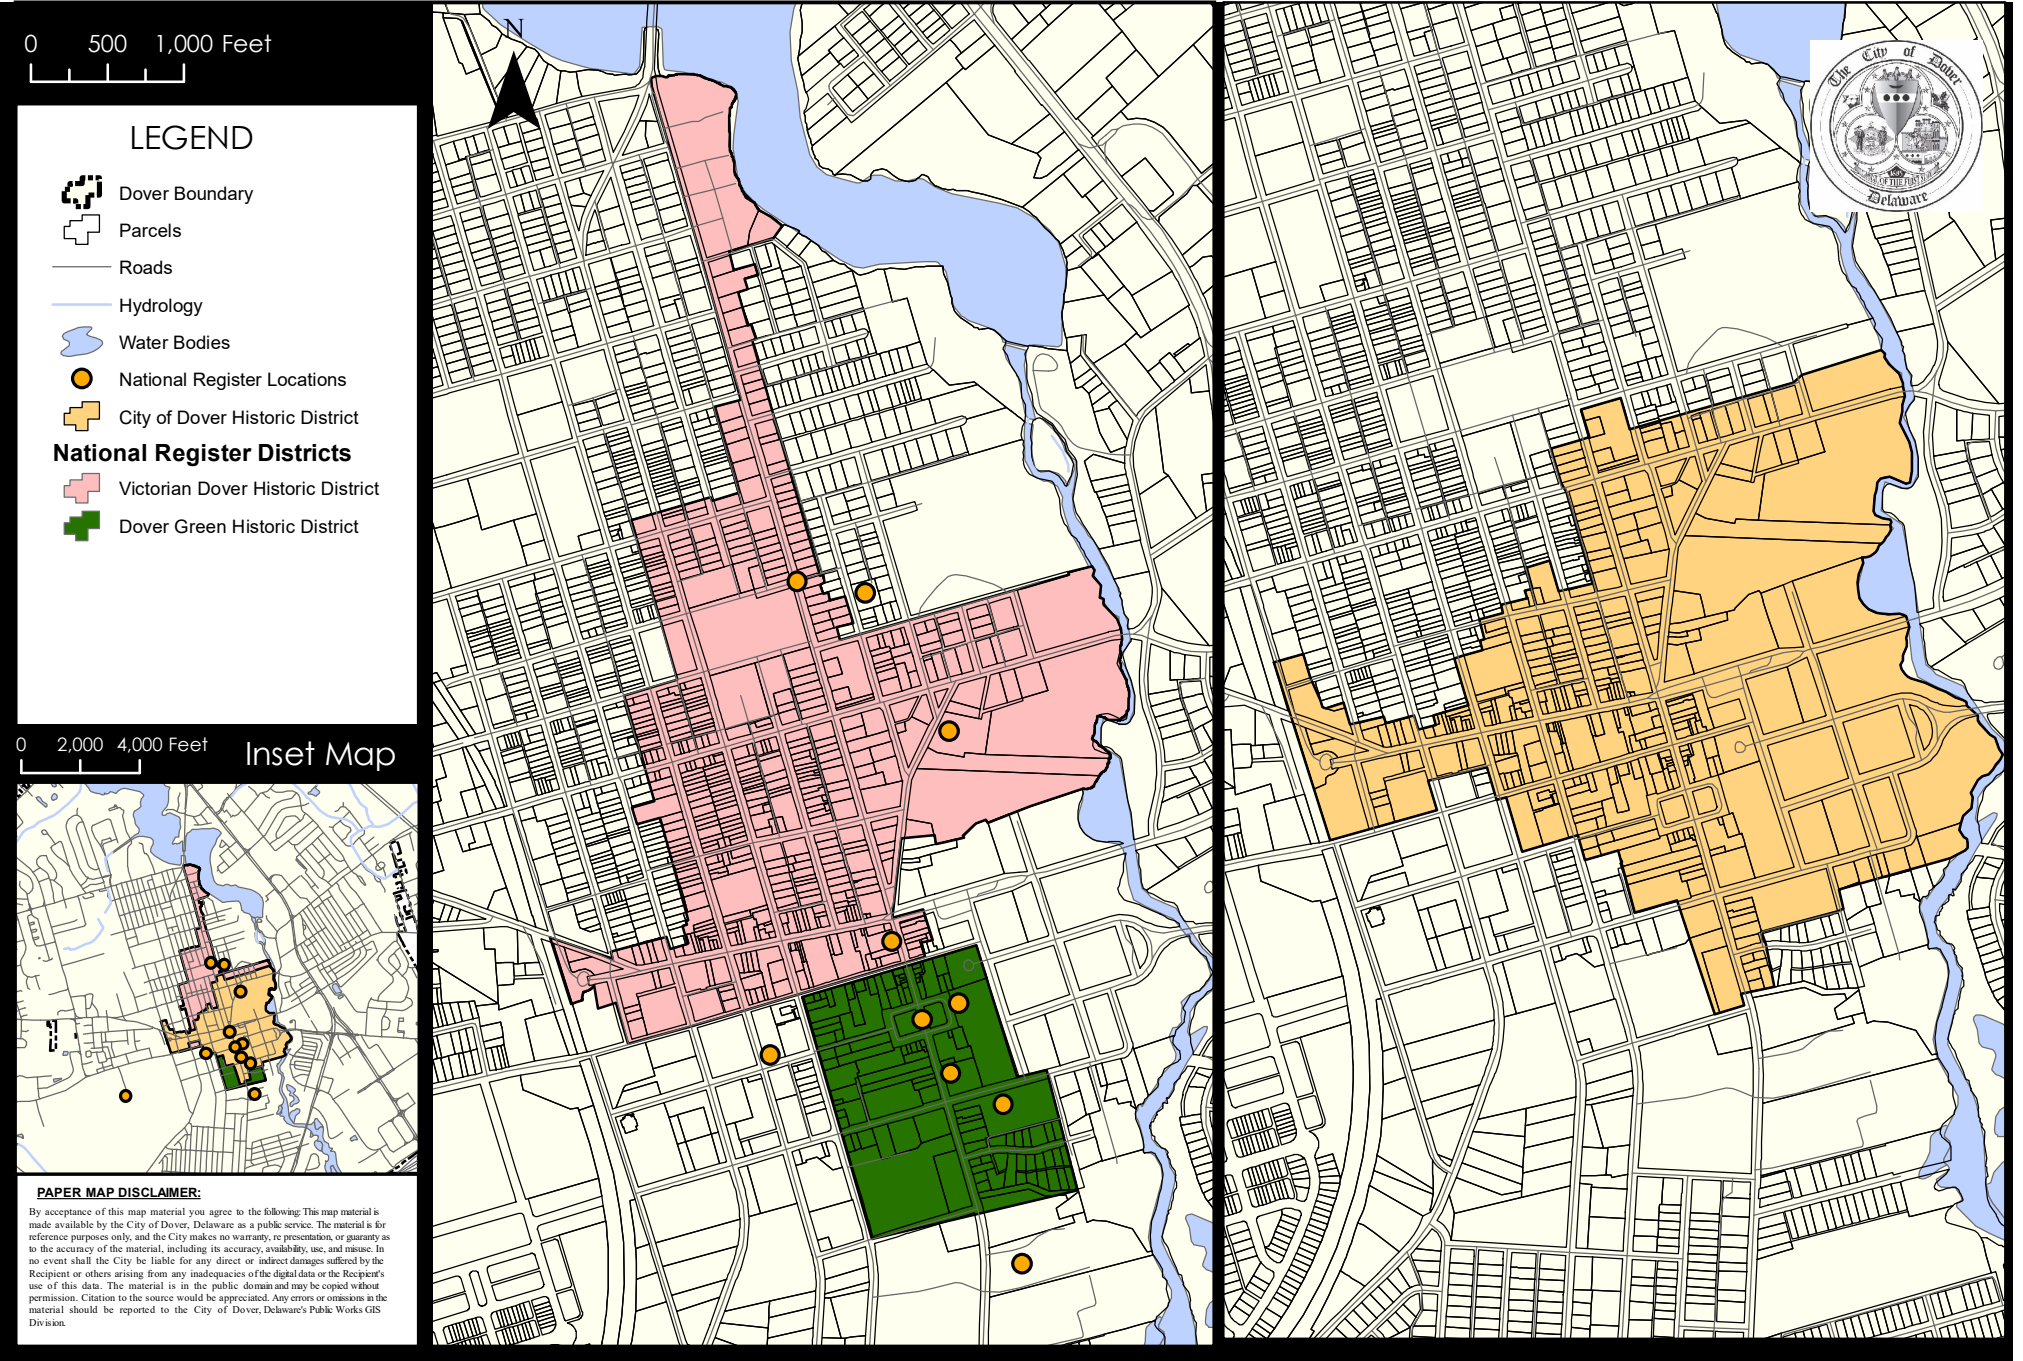 0 500 1,000 Feet
LEGEND
Dover Boundary
Parcels
Roads
Hydrology
Water Bodies
National Register Locations
City of Dover Historic District
National Register Districts
Victorian Dover Historic District
Dover Green Historic District
0 2,000 4,000 Feet
Inset Map
PAPER MAP DISCLAIMER:
By acceptance of this map material you agree to the following: This map material is
made available by the City of Dover, Delaware as a public service. The material is for
reference purposes only, and the City makes no warranty, re presentation, or guaranty as
to the accuracy of the material, including its accuracy, availability, use, and misuse. In
no event shall the City be liable for any direct or indirect damages suffered by the
Recipient or others arising from any inadequacies of the digital data or the Recipient's
use of this data. The material is in the public domain and may be copied without
permission. Citation to the source would be appreciated. Any errors or omissions in the
material should be reported to the City of Dover, Delaware's Public Works GIS
Division.
N
The City of Dover
Delaware